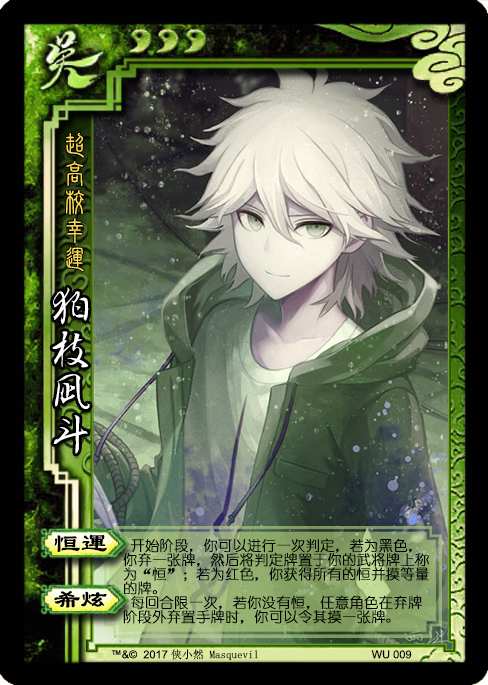 吴
超高校幸運
狛枝凪斗
恒運
开始阶段，你可以进行一次判定，若为黑色，
你弃一张牌，然后将判定牌置于你的武将牌上称
为“恒”；若为红色，你获得所有的恒并摸等量
的牌。
希炫
每回合限一次，若你没有恒，任意角色在弃牌
阶段外弃置手牌时，你可以令其摸一张牌。
™&© 2017 侠小然 Masquevil
WU 009